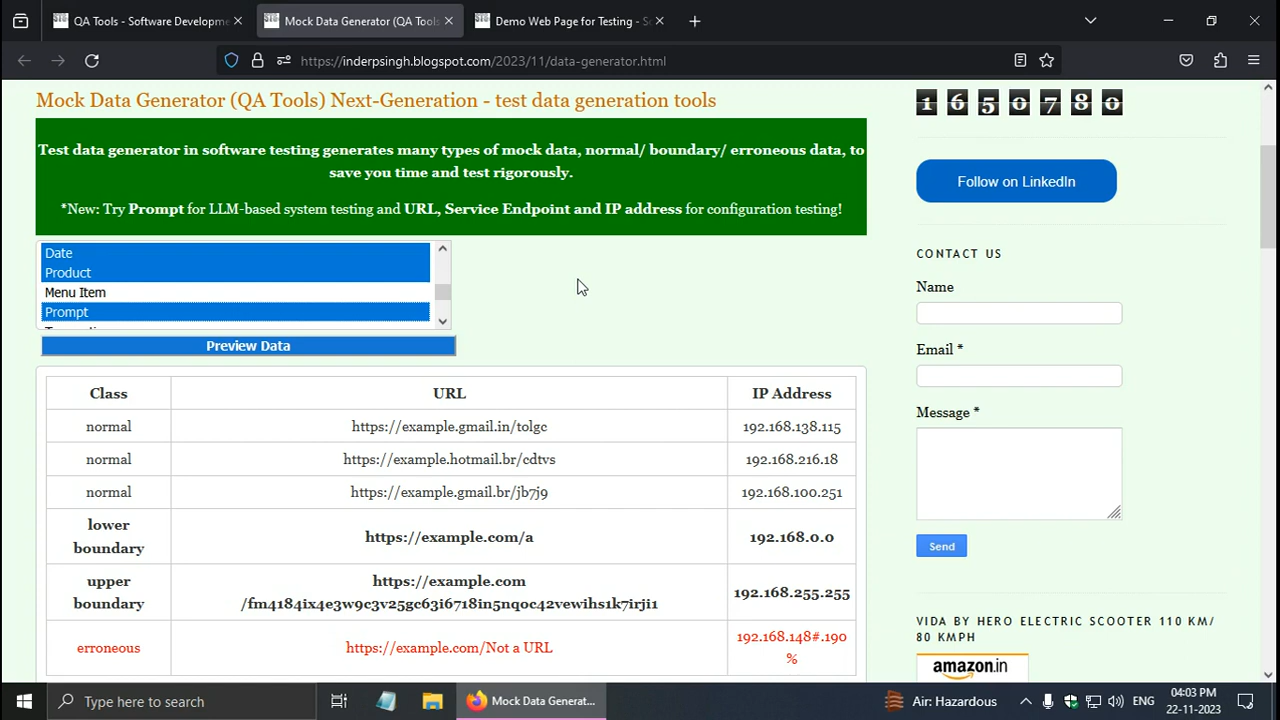 QA Tools - Software Developme
Mock Data Generator (QA Tools
Demo Web Page for Testing - So
https://inderpsingh.blogspot.com/2023/11/data-generator.html
Mock Data Generator (QA Tools) Next-Generation - test data generation tools
Test data generator in software testing generates many types of mock data, normal/ boundary/ erroneous data, to
save you time and test rigorously.
*New: Try Prompt for LLM-based system testing and URL, Service Endpoint and IP address for configuration testing!
Date
Product
Menu Item
Prompt
Preview Data
Class URL IP Address
normal https://example.gmail.in/tolgc 192.168.138.115
normal https://example.hotmail.br/cdtvs 192.168.216.18
normal https://example.gmail.br/jb7j9 192.168.100.251
lower
boundary
https://example.com/a 192.168.0.0
upper
boundary
https://example.com
/fm4184ix4e3w9c3v25gc63i6718in5nqoc42vewihs1k7irji1
192.168.255.255
erroneous https://example.com/Not a URL
192.168.148#.190
%
1650780
Follow on LinkedIn
CONTACT US
Name
Email *
Message *
Send
VIDA BY HERO ELECTRIC SCOOTER 110 KM/
80 KMPH
amazon.in
Type here to search
Mock Data Generat...
Air: Hazardous
ENG
04:03 PM
22-11-2023